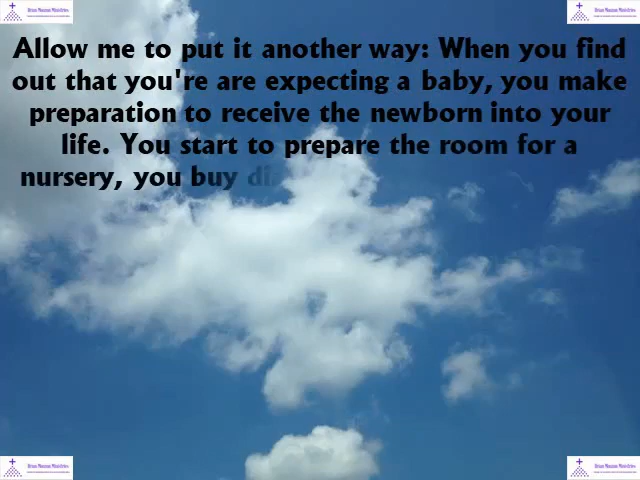 Allow me to put it another way: When you find
out that you're are expecting a baby, you make
preparation to receive the newborn into your
life. You start to prepare the room for a
nursery, you buy